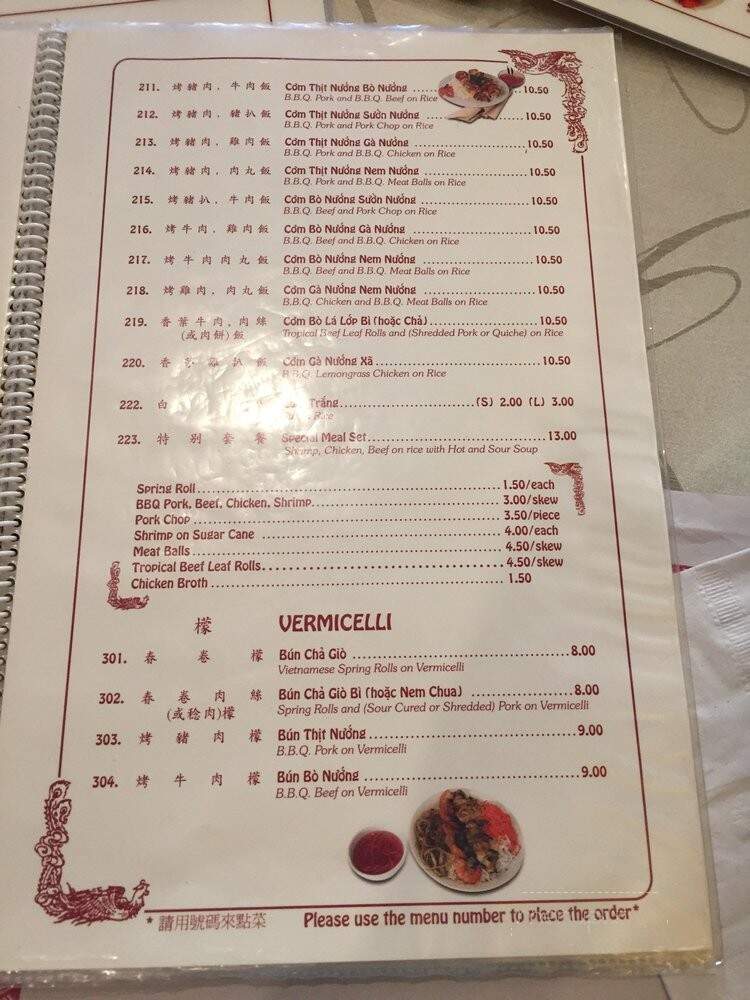 211. 烤豬肉．牛肉飯 Cơm Thịt Nướng Bò Nướng ........ 10.50
B.B.Q. Pork and B.B.Q. Beef on Rice
212. 烤豬肉．豬扒飯 Cơm Thịt Nướng Sườn Nướng ........ 10.50
B.B.Q. Pork and Pork Chop on Rice
213. 烤豬肉．雞肉飯 Cơm Thịt Nướng Gà Nướng ........ 10.50
B.B.Q. Pork and B.B.Q. Chicken on Rice
214. 烤豬肉．肉丸飯 Cơm Thịt Nướng Nem Nướng ........ 10.50
B.B.Q. Pork and B.B.Q. Meat Balls on Rice
215. 烤豬扒．牛肉飯 Cơm Bò Nướng Sườn Nướng ........ 10.50
B.B.Q. Beef and Pork Chop on Rice
216. 烤牛肉．雞肉飯 Cơm Bò Nướng Gà Nướng ........ 10.50
B.B.Q. Beef and B.B.Q. Chicken on Rice
217. 烤牛肉肉丸飯 Cơm Bò Nướng Nem Nướng ........ 10.50
B.B.Q. Beef and B.B.Q. Meat Balls on Rice
218. 烤雞肉．肉丸飯 Cơm Gà Nướng Nem Nướng ........ 10.50
B.B.Q. Chicken and B.B.Q. Meat Balls on Rice
219. 香葉牛肉．肉絲 Cơm Bò Lá Lốp Bì (hoặc Chả) ........ 10.50
(或肉餅)飯 Tropical Beef Leaf Rolls and (Shredded Pork or Quiche) on Rice
220. 香 雞扒飯 Cơm Gà Nướng Xã ........ 10.50
B.B.Q. Lemongrass Chicken on Rice
222. 白 Trắng ........ (S) 2.00 (L) 3.00
Rice
223. 特別套餐 Special Meal Set ........ 13.00
Shrimp, Chicken, Beef on rice with Hot and Sour Soup
Spring Roll ........ 1.50/each
BBQ Pork, Beef, Chicken, Shrimp ........ 3.00/skew
Pork Chop ........ 3.50/piece
Shrimp on Sugar Cane ........ 4.00/each
Meat Balls ........ 4.50/skew
Tropical Beef Leaf Rolls ........ 4.50/skew
Chicken Broth ........ 1.50
檬 VERMICELLI
301. 春卷檬 Bún Chả Giò ........ 8.00
Vietnamese Spring Rolls on Vermicelli
302. 春卷肉絲 Bún Chả Giò Bì (hoặc Nem Chua) ........ 8.00
(或稔肉)檬 Spring Rolls and (Sour Cured or Shredded) Pork on Vermicelli
303. 烤豬肉檬 Bún Thịt Nướng ........ 9.00
B.B.Q. Pork on Vermicelli
304. 烤牛肉檬 Bún Bò Nướng ........ 9.00
B.B.Q. Beef on Vermicelli
* 請用號碼來點菜 Please use the menu number to place the order*